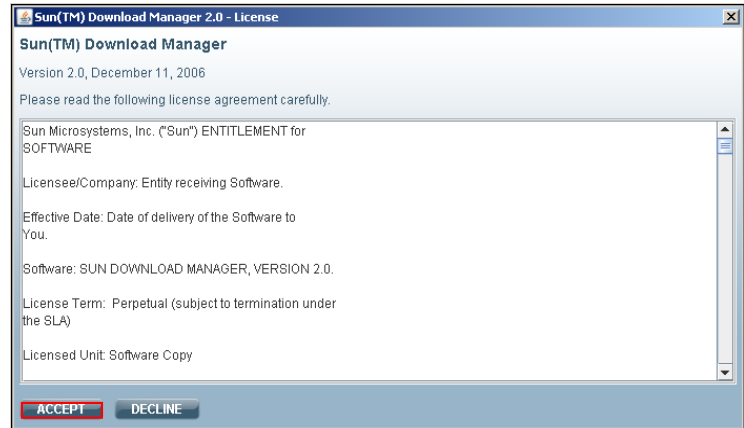 Sun(TM) Download Manager 2.0 - License
Sun(TM) Download Manager
Version 2.0, December 11, 2006
Please read the following license agreement carefully.
Sun Microsystems, Inc. ("Sun") ENTITLEMENT for
SOFTWARE
Licensee/Company: Entity receiving Software.
Effective Date: Date of delivery of the Software to
You.
Software: SUN DOWNLOAD MANAGER, VERSION 2.0.
License Term:  Perpetual (subject to termination under
the SLA)
Licensed Unit: Software Copy
ACCEPT DECLINE